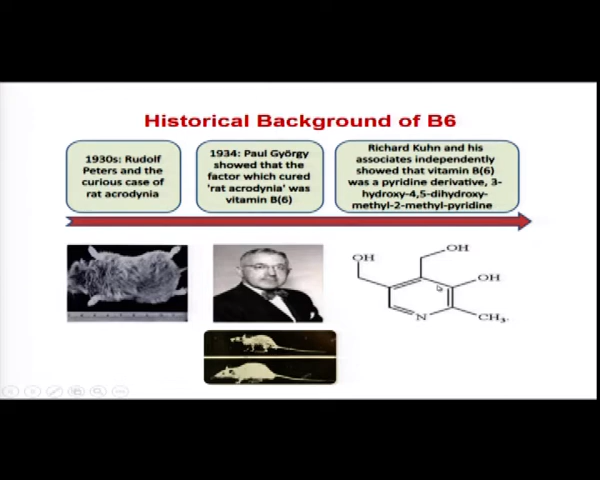 Historical Background of B6
1930s: Rudolf
Peters and the
curious case of
rat acrodynia
1934: Paul György
showed that the
factor which cured
'rat acrodynia' was
vitamin B(6)
Richard Kuhn and his
associates independently
showed that vitamin B(6)
was a pyridine derivative, 3-
hydroxy-4,5-dihydroxy-
methyl-2-methyl-pyridine
OH
OH
OH
N
CH₃.